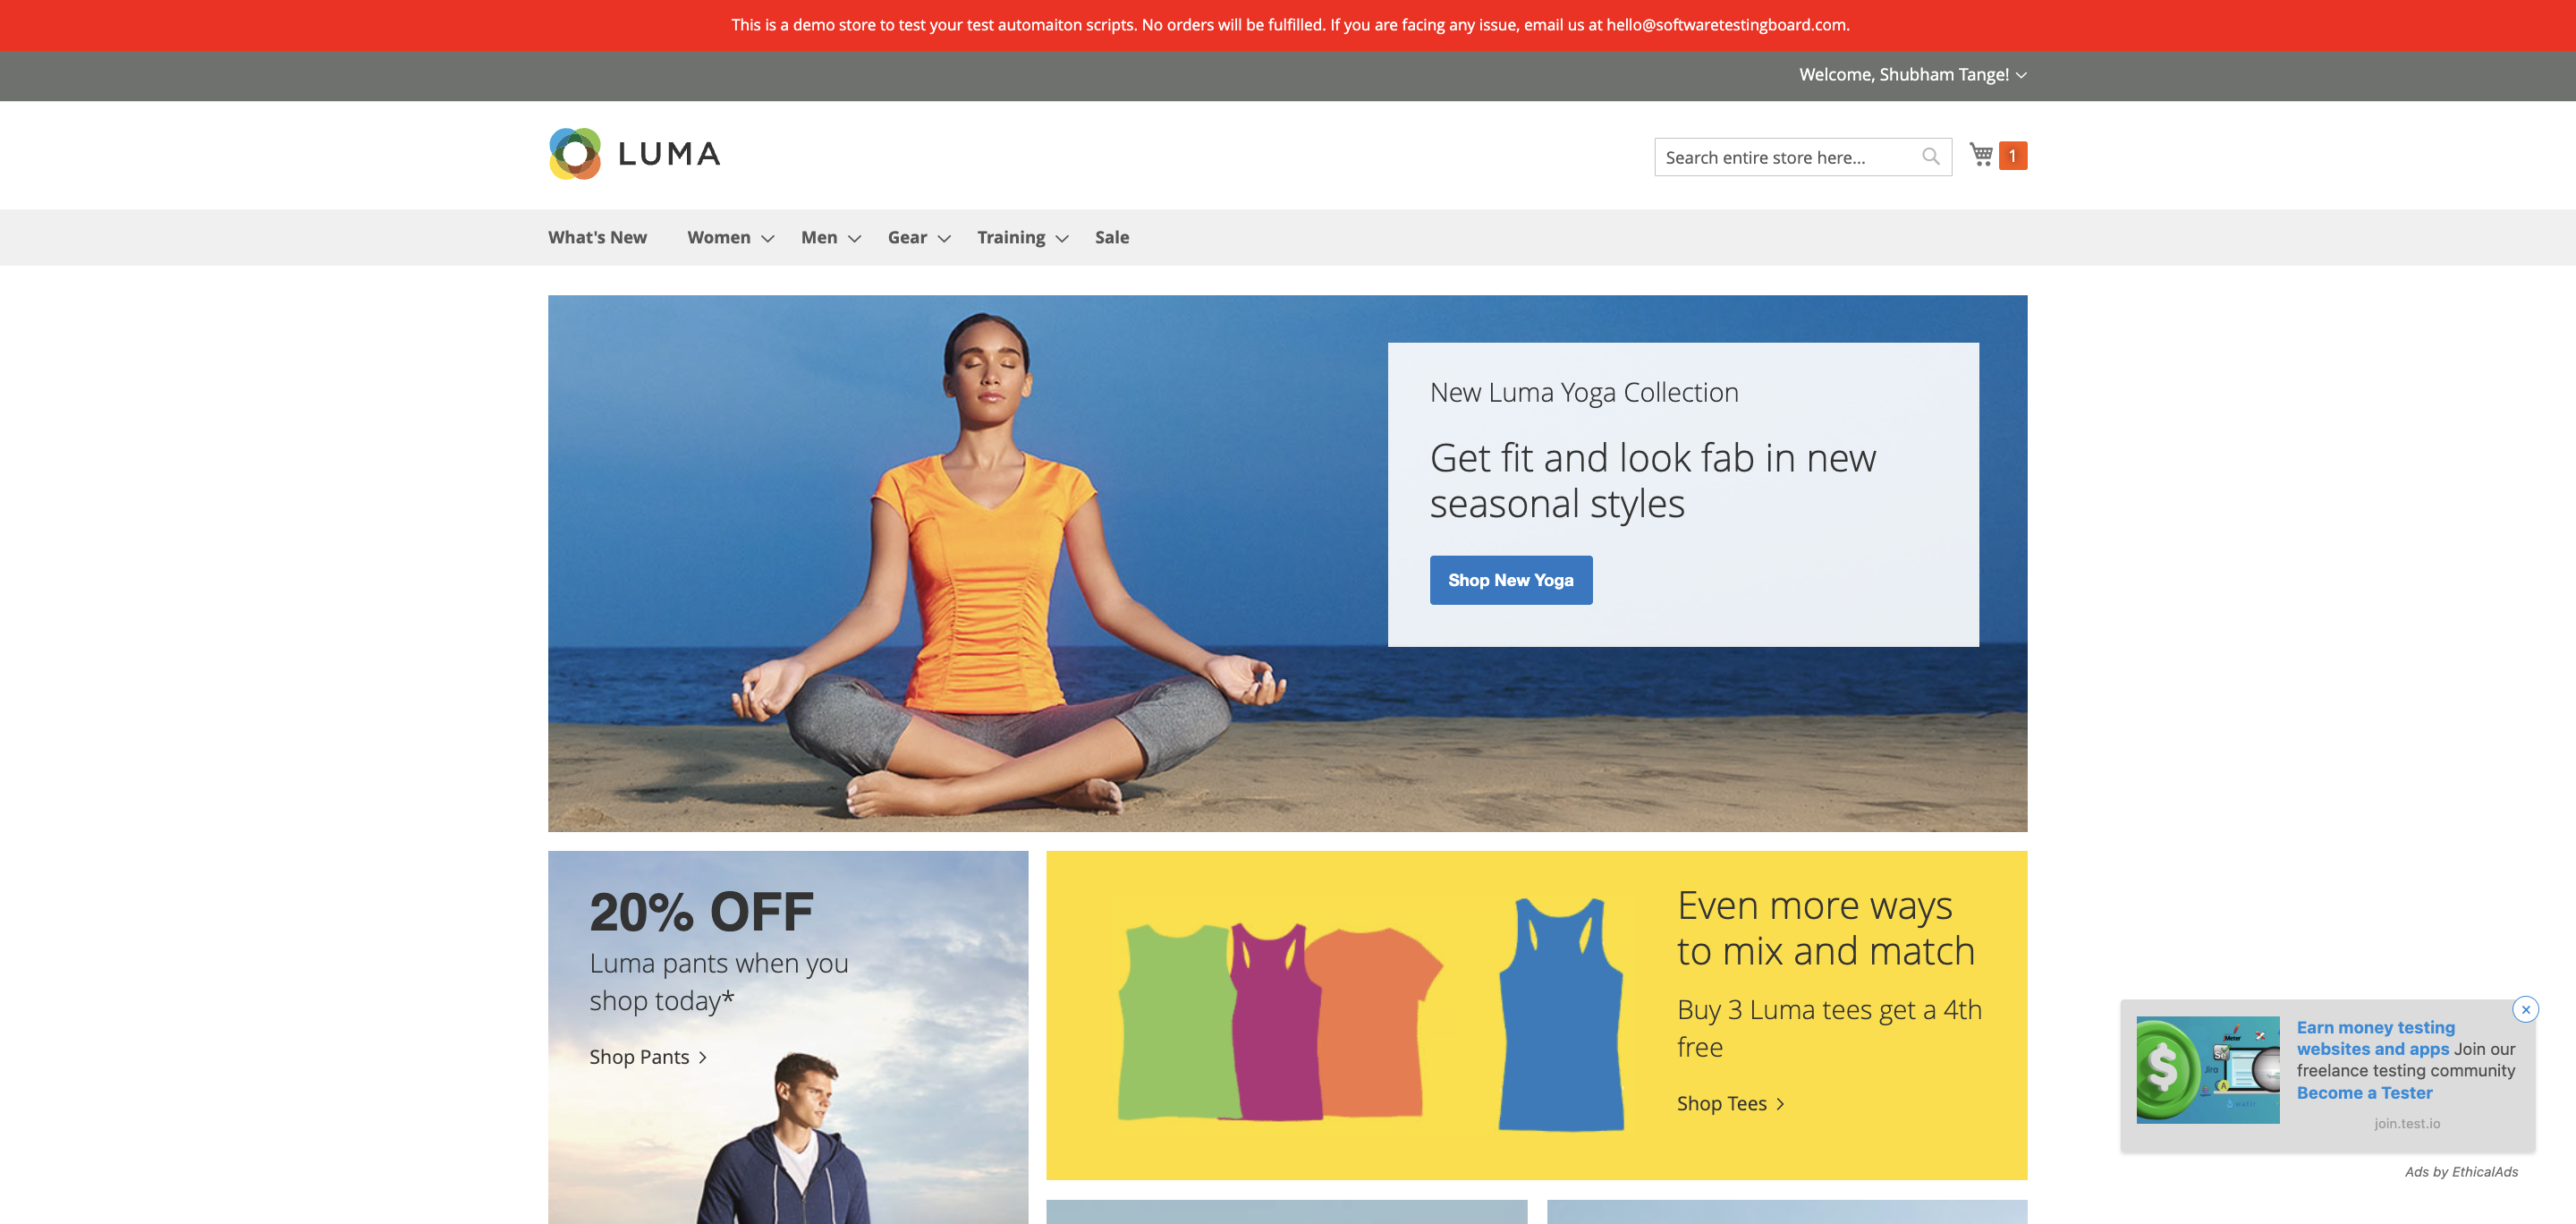 This is a demo store to test your test automaiton scripts. No orders will be fulfilled. If you are facing any issue, email us at hello@softwaretestingboard.com.
Welcome, Shubham Tange!
LUMA
Search entire store here...
1
What's New Women Men Gear Training Sale
New Luma Yoga Collection
Get fit and look fab in new
seasonal styles
Shop New Yoga
20% OFF
Luma pants when you
shop today*
Shop Pants
Even more ways
to mix and match
Buy 3 Luma tees get a 4th
free
Shop Tees
Earn money testing
websites and apps Join our
freelance testing community
Become a Tester
join.test.io
Ads by EthicalAds
$
Jira